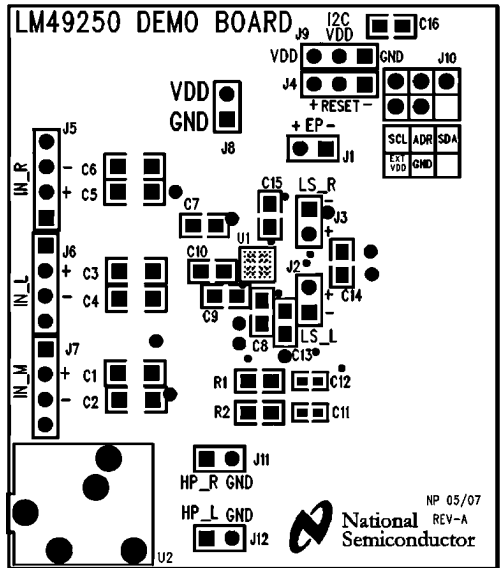 LM49250 DEMO BOARD
I2C
VDD
C16
J9
VDD
GND
J10
J4
+ RESET -
VDD
GND
J8
+ EP -
J1
SCL ADR SDA
EXT
VDD
GND
J5
IN_R
-
+
C6
C5
C7
C15
LS_R
-
+
J3
U1
J6
IN_L
+
-
C3
C4
C10
C9
C8
J2
+
-
LS_L
C13
C14
J7
IN_M
+
-
C1
C2
R1
C12
R2
C11
J11
HP_R GND
HP_L GND
J12
U2
National
Semiconductor
NP 05/07
REV-A